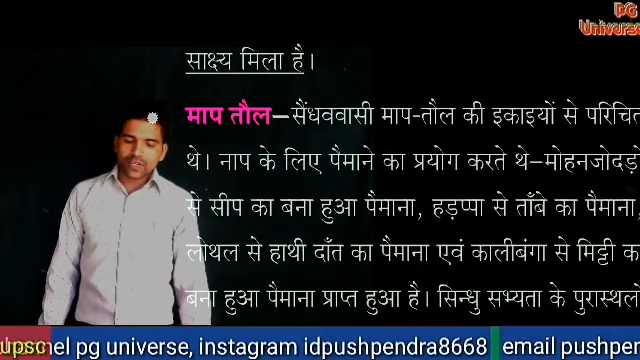 PG
Universe
साक्ष्य मिला है।
माप तौल–सैंधववासी माप-तौल की इकाइयों से परिचित
थे। नाप के लिए पैमाने का प्रयोग करते थे–मोहनजोदड़ो
से सीप का बना हुआ पैमाना, हड़प्पा से ताँबे का पैमाना,
लोथल से हाथी दाँत का पैमाना एवं कालीबंगा से मिट्टी क
बना हुआ पैमाना प्राप्त हुआ है। सिन्धु सभ्यता के पुरास्थलो
upsc nel pg universe, instagram idpushpendra8668 email pushpen